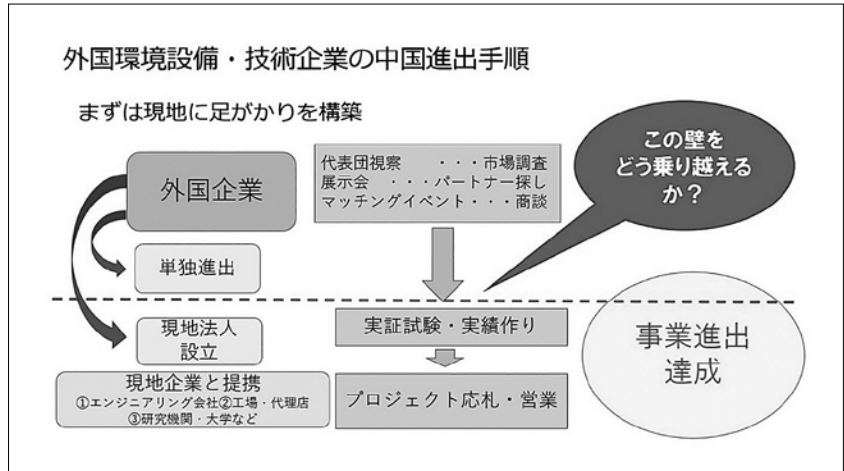 外国環境設備・技術企業の中国進出手順
まずは現地に足がかりを構築
外国企業
単独進出
現地法人
設立
現地企業と提携
①エンジニアリング会社②工場・代理店
③研究機関・大学など
代表団視察　・・・市場調査
展示会　・・・パートナー探し
マッチングイベント・・・商談
実証試験・実績作り
プロジェクト応札・営業
この壁を
どう乗り越える
か？
事業進出
達成